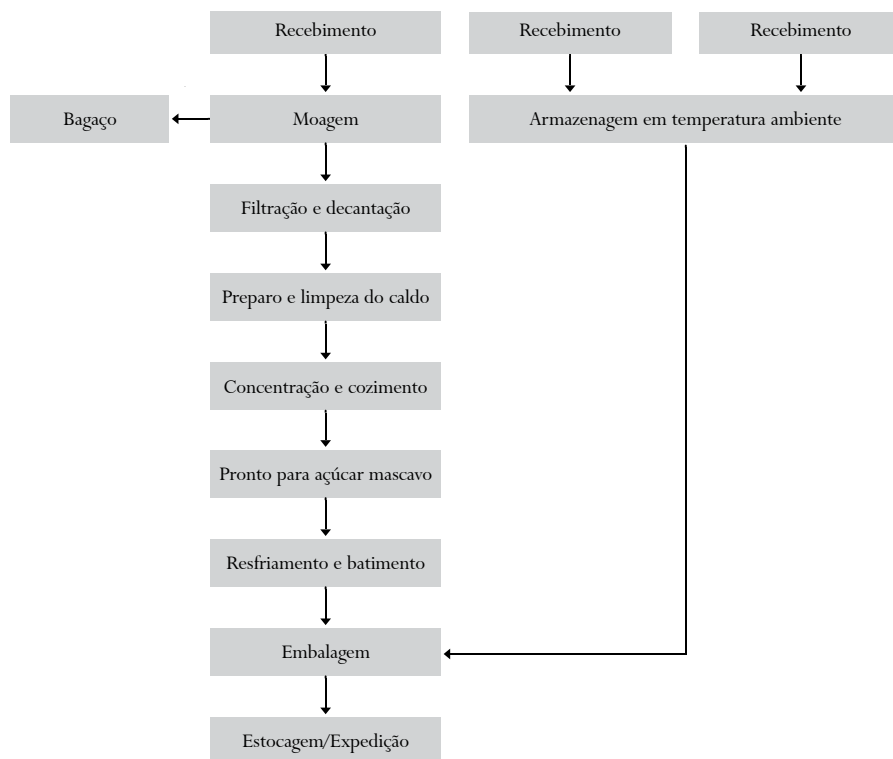 Recebimento
Recebimento
Recebimento
Bagaço
Moagem
Armazenagem em temperatura ambiente
Filtração e decantação
Preparo e limpeza do caldo
Concentração e cozimento
Pronto para açúcar mascavo
Resfriamento e batimento
Embalagem
Estocagem/Expedição